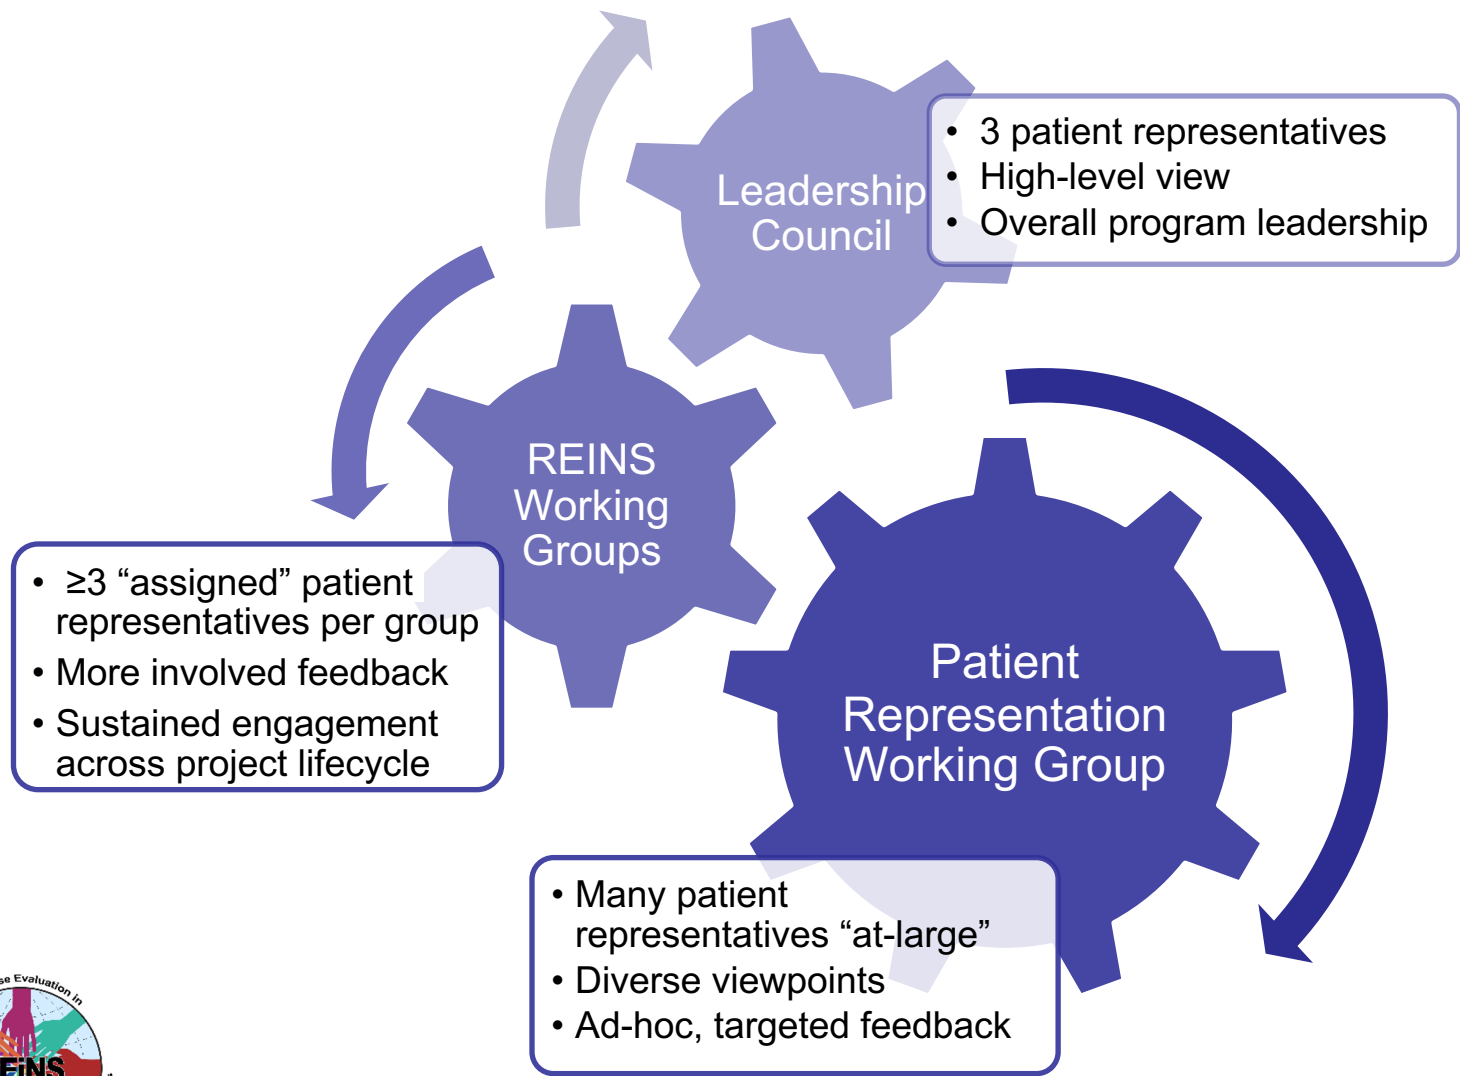 Leadership
Council
• 3 patient representatives
• High-level view
• Overall program leadership
REINS
Working
Groups
• ≥3 “assigned” patient
representatives per group
• More involved feedback
• Sustained engagement
across project lifecycle
Patient
Representation
Working Group
• Many patient
representatives “at-large”
• Diverse viewpoints
• Ad-hoc, targeted feedback
Evaluation in